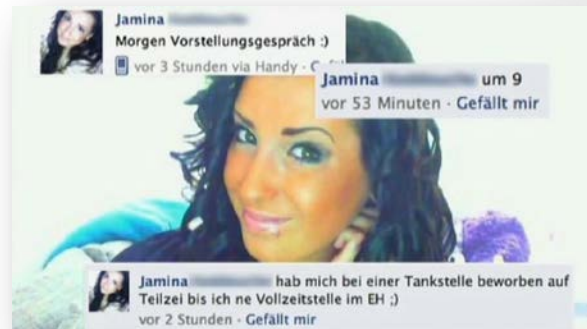 Jamina
Morgen Vorstellungsgespräch :)
vor 3 Stunden via Handy ·
Jamina um 9
vor 53 Minuten · Gefällt mir
Jamina hab mich bei einer Tankstelle beworben auf
Teilzei bis ich ne Vollzeitstelle im EH ;)
vor 2 Stunden · Gefällt mir